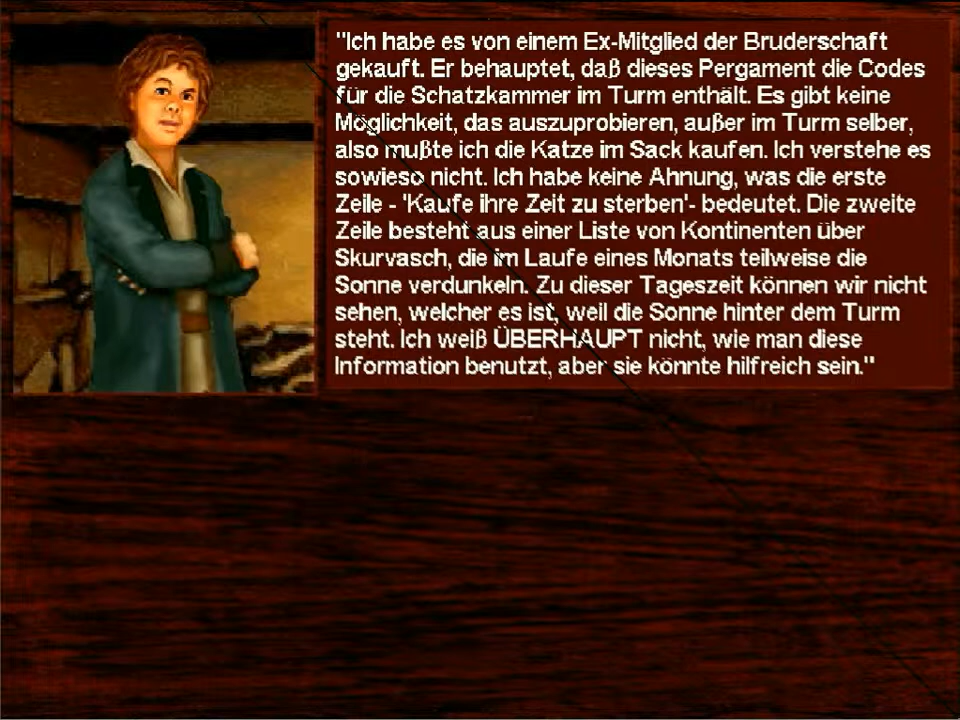 "Ich habe es von einem Ex-Mitglied der Bruderschaft
gekauft. Er behauptet, daß dieses Pergament die Codes
für die Schatzkammer im Turm enthält. Es gibt keine
Möglichkeit, das auszuprobieren, außer im Turm selber,
also mußte ich die Katze im Sack kaufen. Ich verstehe es
sowieso nicht. Ich habe keine Ahnung, was die erste
Zeile - 'Kaufe ihre Zeit zu sterben'- bedeutet. Die zweite
Zeile besteht aus einer Liste von Kontinenten über
Skurvasch, die im Laufe eines Monats teilweise die
Sonne verdunkeln. Zu dieser Tageszeit können wir nicht
sehen, welcher es ist, weil die Sonne hinter dem Turm
steht. Ich weiß ÜBERHAUPT nicht, wie man diese
Information benutzt, aber sie könnte hilfreich sein."